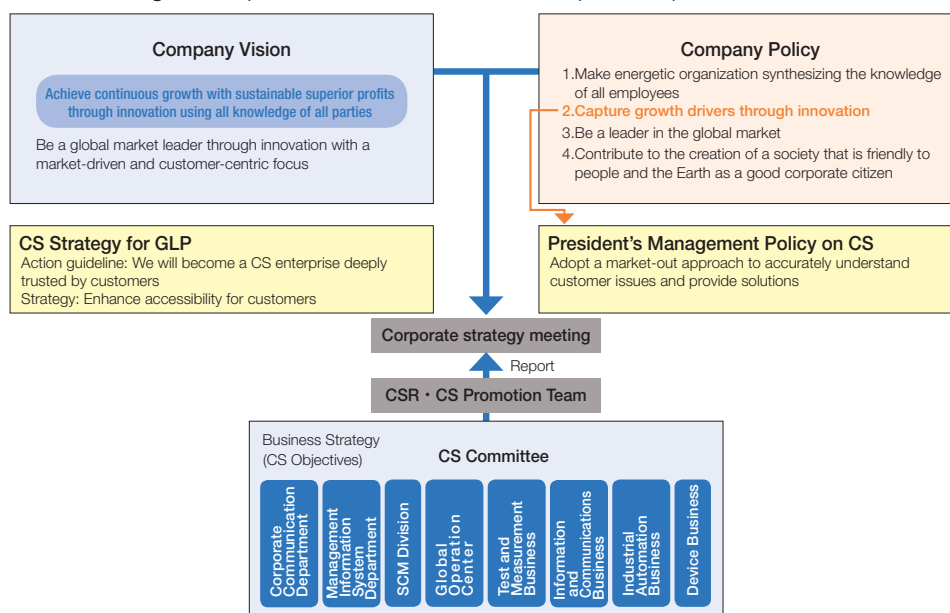 Company Vision
Achieve continuous growth with sustainable superior profits
through innovation using all knowledge of all parties
Be a global market leader through innovation with a
market-driven and customer-centric focus
Company Policy
1.Make energetic organization synthesizing the knowledge
of all employees
2.Capture growth drivers through innovation
3.Be a leader in the global market
4.Contribute to the creation of a society that is friendly to
people and the Earth as a good corporate citizen
CS Strategy for GLP
Action guideline: We will become a CS enterprise deeply
trusted by customers
Strategy: Enhance accessibility for customers
President's Management Policy on CS
Adopt a market-out approach to accurately understand
customer issues and provide solutions
Corporate strategy meeting
Report
CSR・CS Promotion Team
Business Strategy
(CS Objectives)
CS Committee
Corporate
Communication
Department
Management
Information
System
Department
SCM Division
Global
Operation
Center
Test and
Measurement
Business
Information
and
Communications
Business
Industrial
Automation
Business
Device Business